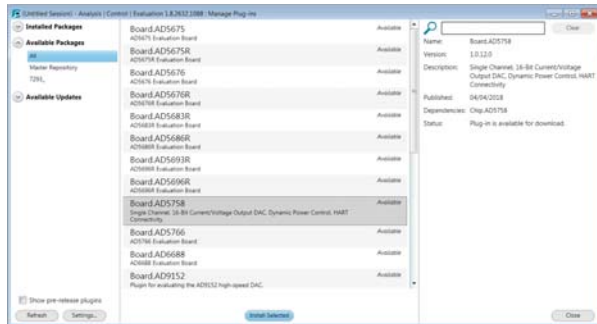 (Untitled Session) - Analysis | Control | Evaluation 1.8.2632.1088 : Manage Plug-ins
Installed Packages
Available Packages
All
Master Repository
Available Updates
Show pre-release plugins
Refresh
Settings...
Board.AD5675
Available
AD5675 Evaluation Board
Board.AD5675R
Available
AD5675R Evaluation Board
Board.AD5676
Available
AD5676 Evaluation Board
Board.AD5676R
Available
AD5676R Evaluation Board
Board.AD5683R
Available
AD5683R Evaluation Board
Board.AD5686R
Available
AD5686R Evaluation Board
Board.AD5693R
Available
AD5693R Evaluation Board
Board.AD5696R
Available
AD5696R Evaluation Board
Board.AD5758
Available
Single Channel, 16-Bit Current/Voltage Output DAC, Dynamic Power Control, HART
Connectivity
Board.AD5766
Available
AD5766 Evaluation Board
Board.AD6688
Available
AD6688 Evaluation Board
Board.AD9152
Available
Plugin for evaluating the AD9152 high-speed DAC.
Install Selected
Clear
Name: Board.AD5758
Version: 1.0.12.0
Description: Single Channel, 16-Bit Current/Voltage
Output DAC, Dynamic Power Control, HART
Connectivity
Published: 04/04/2018
Dependencies: Chip.AD5758
Status: Plug-in is available for download.
Close